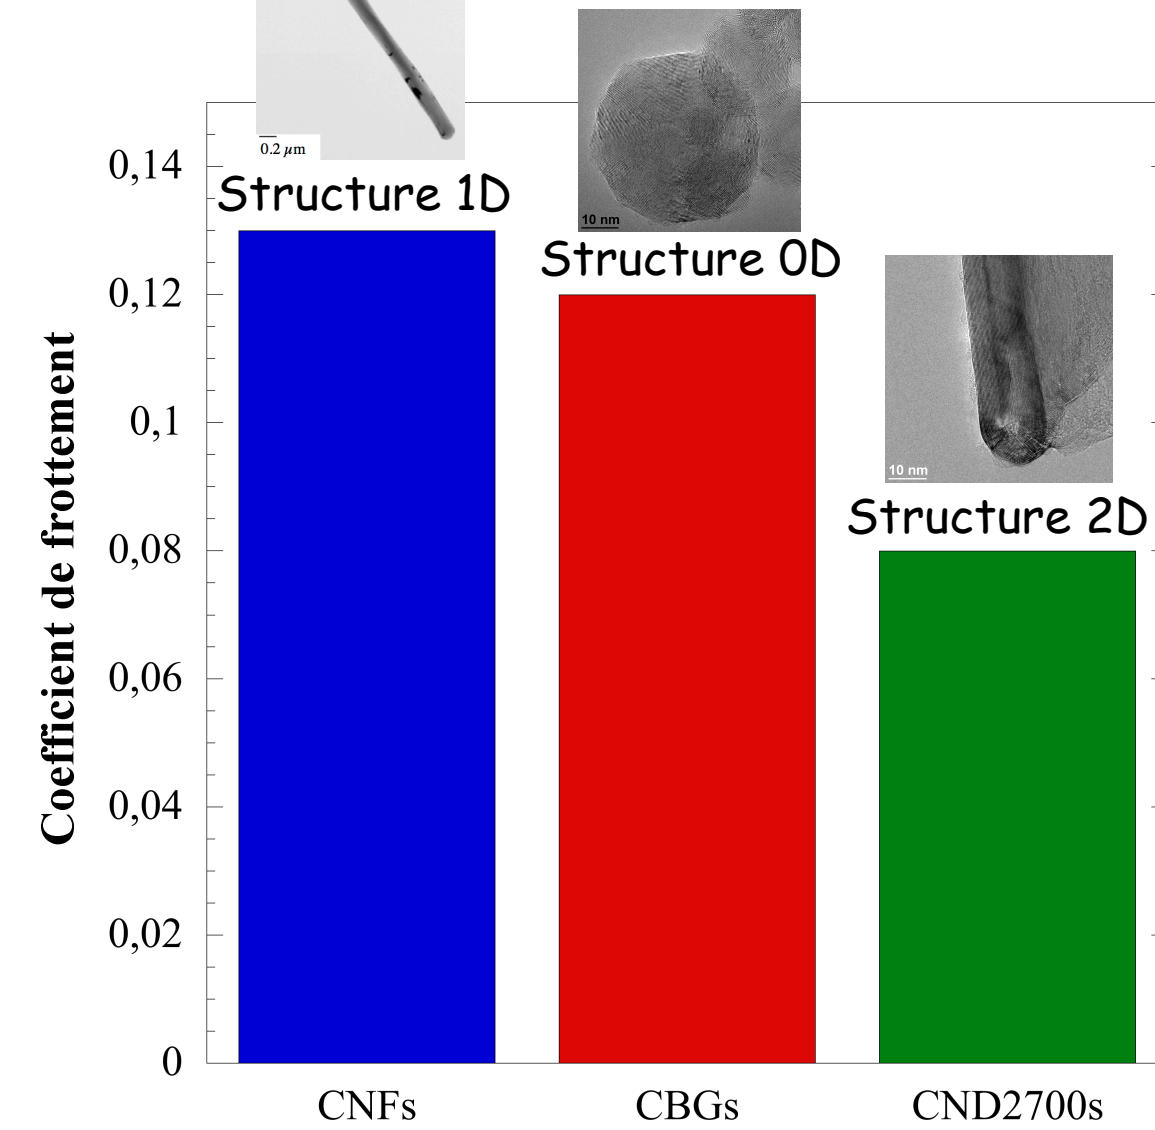 0.2 µm
10 nm
Structure 1D
Structure 0D
10 nm
Structure 2D
Coefficient de frottement
0,14
0,12
0,1
0,08
0,06
0,04
0,02
0
CNFs
CBGs
CND2700s